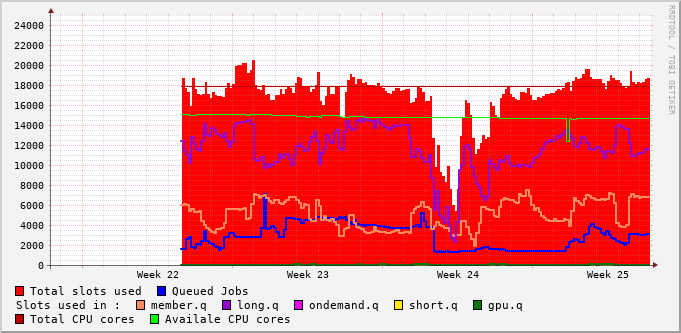 RRDTOOL / TOBI OETIKER
24000
22000
20000
18000
16000
14000
12000
10000
8000
6000
4000
2000
0
Week 22 Week 23 Week 24 Week 25
Total slots used Queued Jobs
Slots used in : member.q long.q ondemand.q short.q gpu.q
Total CPU cores Availale CPU cores